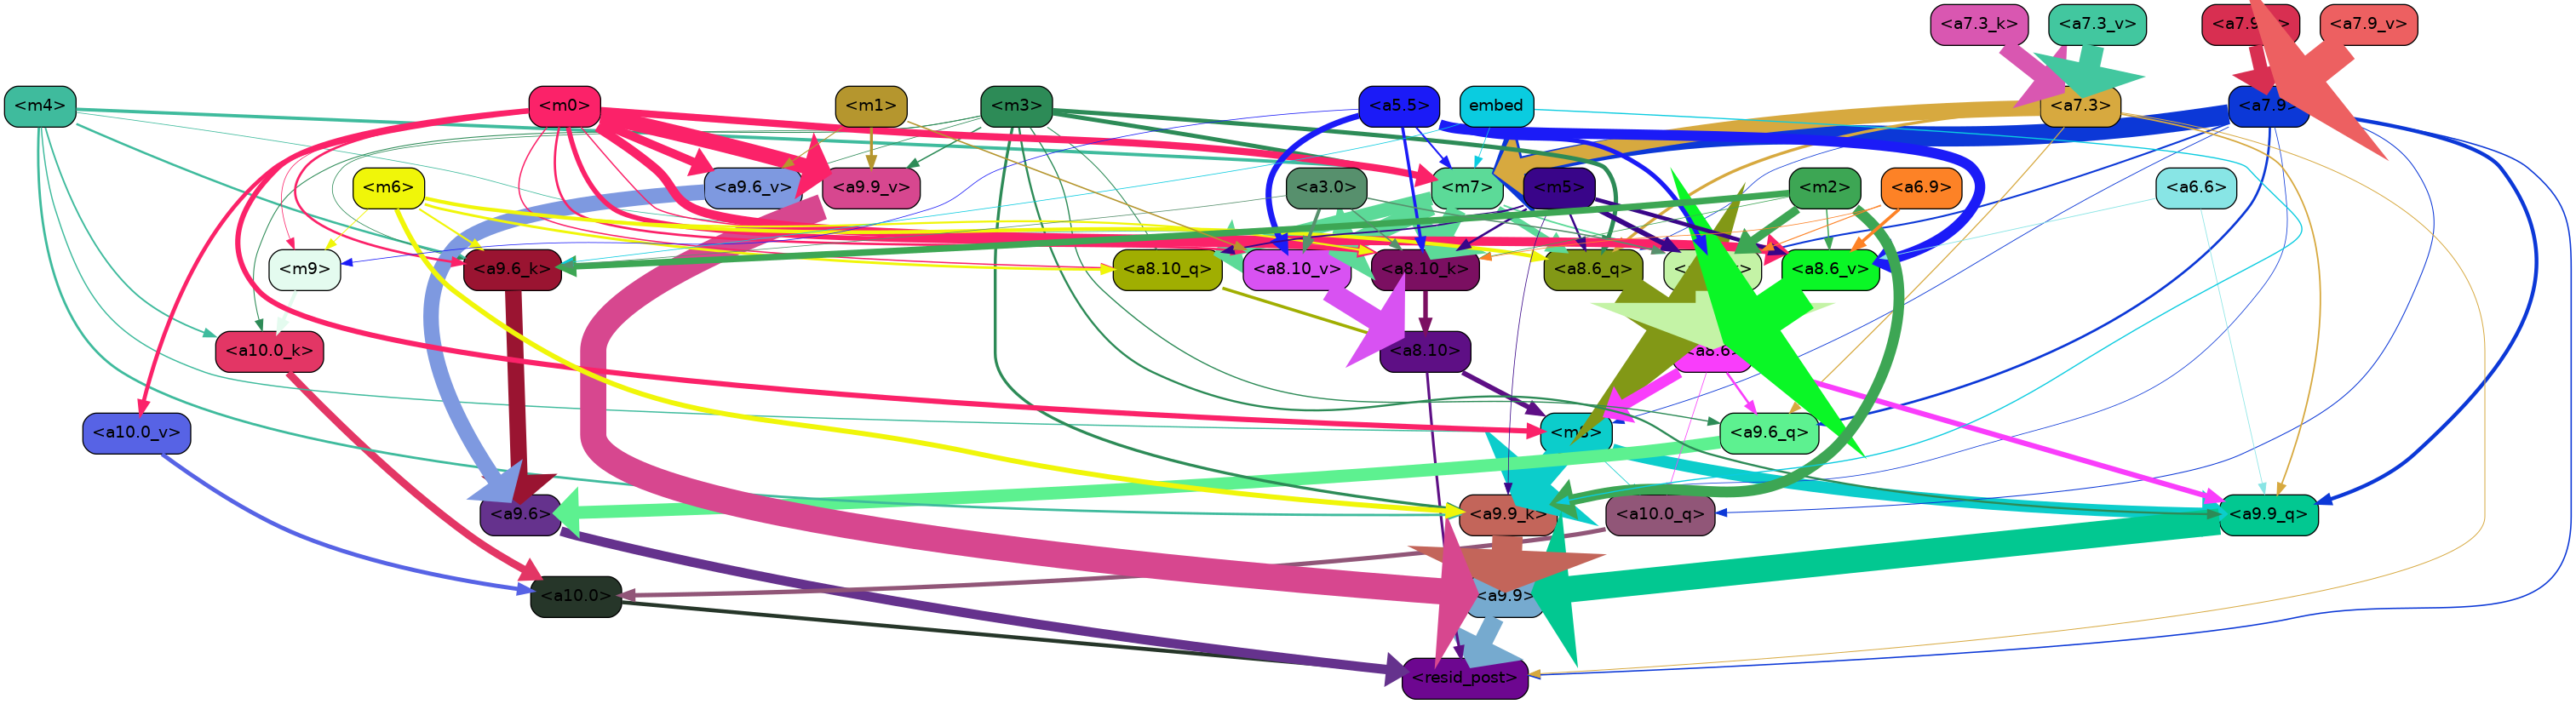 <a7.3_k>
<a7.3_v>
<a7.9_v>
<m4>
<m0>
<m1>
<m3>
<a5.5>
embed
<a7.3>
<a7.9>
<m6>
<a9.6_v>
<a9.9_v>
<a3.0>
<m7>
<m5>
<m2>
<a6.9>
<a6.6>
<m9>
<a9.6_k>
<a8.10_q>
<a8.10_v>
<a8.10_k>
<a8.6_q>
<a8.6_v>
<a10.0_k>
<a8.10>
<a8.6>
<a10.0_v>
<a9.6_q>
<a9.6>
<a9.9_k>
<a10.0_q>
<a9.9_q>
<a10.0>
<a9.9>
<resid_post>